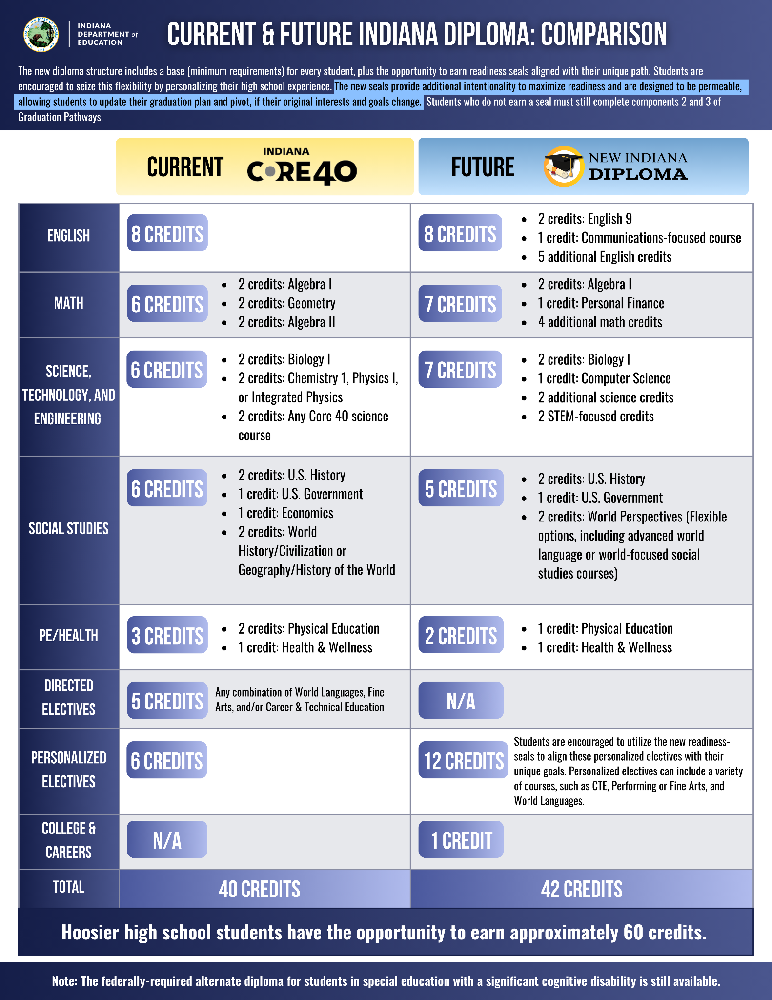 SEAL OF THE STATE OF INDIANA
1816
INDIANA
DEPARTMENT of
EDUCATION
CURRENT & FUTURE INDIANA DIPLOMA: COMPARISON
The new diploma structure includes a base (minimum requirements) for every student, plus the opportunity to earn readiness seals aligned with their unique path. Students are
encouraged to seize this flexibility by personalizing their high school experience. The new seals provide additional intentionality to maximize readiness and are designed to be permeable,
allowing students to update their graduation plan and pivot, if their original interests and goals change. Students who do not earn a seal must still complete components 2 and 3 of
Graduation Pathways.
CURRENT
INDIANA
CORE40
FUTURE
NEW INDIANA
DIPLOMA
ENGLISH
8 CREDITS
8 CREDITS
• 2 credits: English 9
• 1 credit: Communications-focused course
• 5 additional English credits
MATH
6 CREDITS
• 2 credits: Algebra I
• 2 credits: Geometry
• 2 credits: Algebra II
7 CREDITS
• 2 credits: Algebra I
• 1 credit: Personal Finance
• 4 additional math credits
SCIENCE,
TECHNOLOGY, AND
ENGINEERING
6 CREDITS
• 2 credits: Biology I
• 2 credits: Chemistry 1, Physics I,
or Integrated Physics
• 2 credits: Any Core 40 science
course
7 CREDITS
• 2 credits: Biology I
• 1 credit: Computer Science
• 2 additional science credits
• 2 STEM-focused credits
SOCIAL STUDIES
6 CREDITS
• 2 credits: U.S. History
• 1 credit: U.S. Government
• 1 credit: Economics
• 2 credits: World
History/Civilization or
Geography/History of the World
5 CREDITS
• 2 credits: U.S. History
• 1 credit: U.S. Government
• 2 credits: World Perspectives (Flexible
options, including advanced world
language or world-focused social
studies courses)
PE/HEALTH
3 CREDITS
• 2 credits: Physical Education
• 1 credit: Health & Wellness
2 CREDITS
• 1 credit: Physical Education
• 1 credit: Health & Wellness
DIRECTED
ELECTIVES
5 CREDITS
Any combination of World Languages, Fine
Arts, and/or Career & Technical Education
N/A
PERSONALIZED
ELECTIVES
6 CREDITS
12 CREDITS
Students are encouraged to utilize the new readiness-
seals to align these personalized electives with their
unique goals. Personalized electives can include a variety
of courses, such as CTE, Performing or Fine Arts, and
World Languages.
COLLEGE &
CAREERS
N/A
1 CREDIT
TOTAL
40 CREDITS
42 CREDITS
Hoosier high school students have the opportunity to earn approximately 60 credits.
Note: The federally-required alternate diploma for students in special education with a significant cognitive disability is still available.